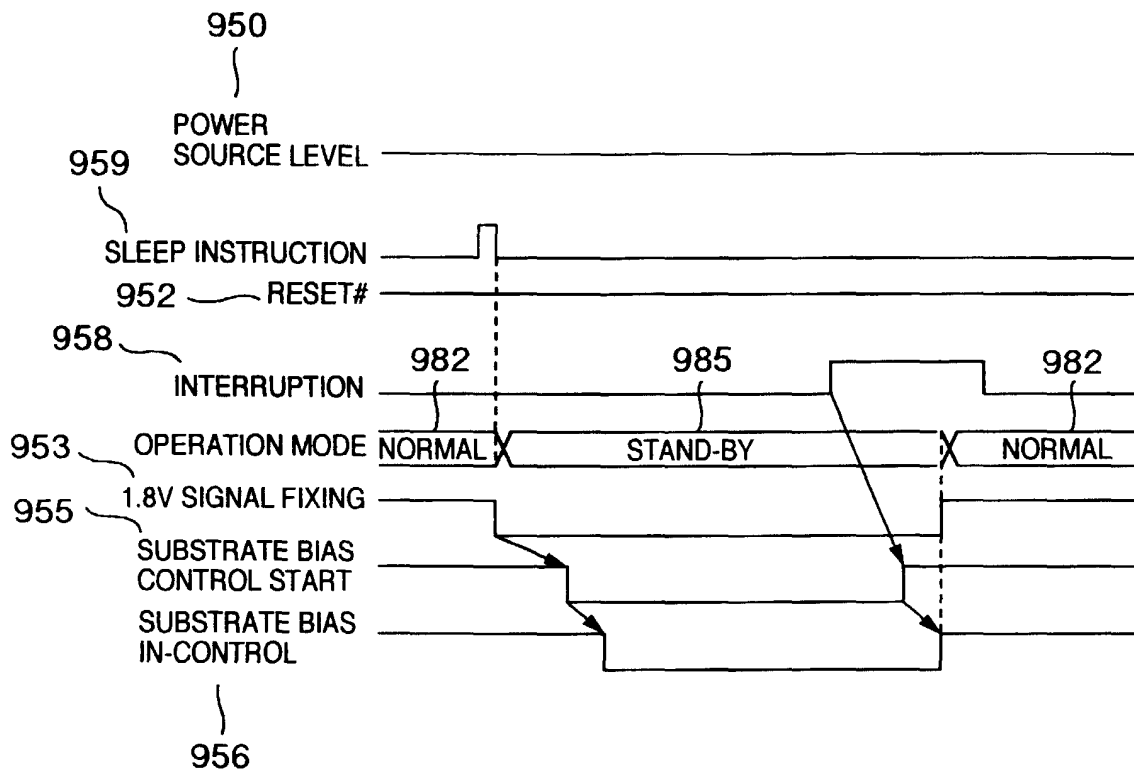 950
POWER
SOURCE LEVEL
959
SLEEP INSTRUCTION
952
RESET#
958
INTERRUPTION
982
985
982
OPERATION MODE
NORMAL
STAND-BY
NORMAL
953
1.8V SIGNAL FIXING
955
SUBSTRATE BIAS
CONTROL START
SUBSTRATE BIAS
IN-CONTROL
956